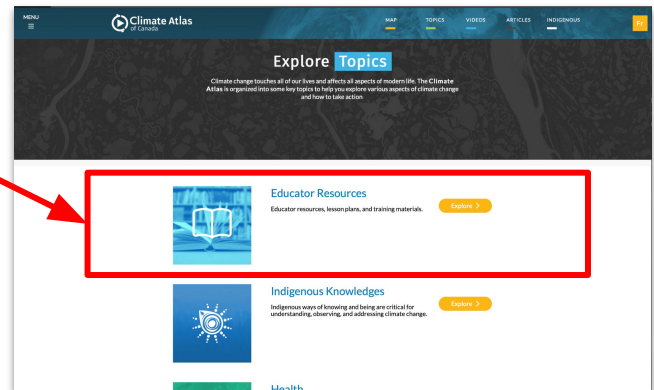 MENU
Climate Atlas
of Canada
MAP TOPICS VIDEOS ARTICLES INDIGENOUS
Fr
Explore Topics
Climate change touches all of our lives and affects all aspects of modern life. The Climate
Atlas is organized into some key topics to help you explore various aspects of climate change
and how to take action
Educator Resources
Educator resources, lesson plans, and training materials.
Explore >
Indigenous Knowledges
Indigenous ways of knowing and being are critical for
understanding, observing, and addressing climate change.
Explore >
Health